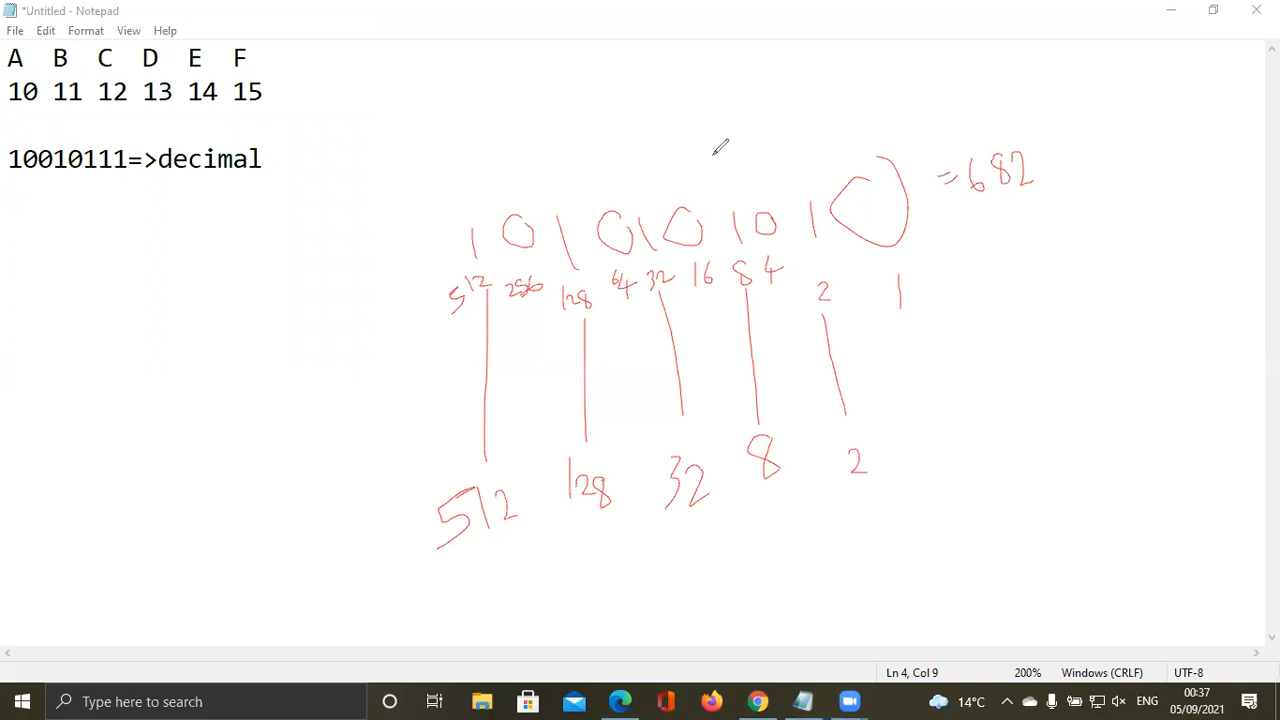 *Untitled - Notepad
File Edit Format View Help
A B C D E F
10 11 12 13 14 15
10010111=>decimal
= 682
1 0 1 0 1 0 1 0 1 0
512 256 128 64 32 16 8 4 2 1
512 128 32 8 2
Ln 4, Col 9 200% Windows (CRLF) UTF-8
Type here to search
14°C ENG 00:37
05/09/2021